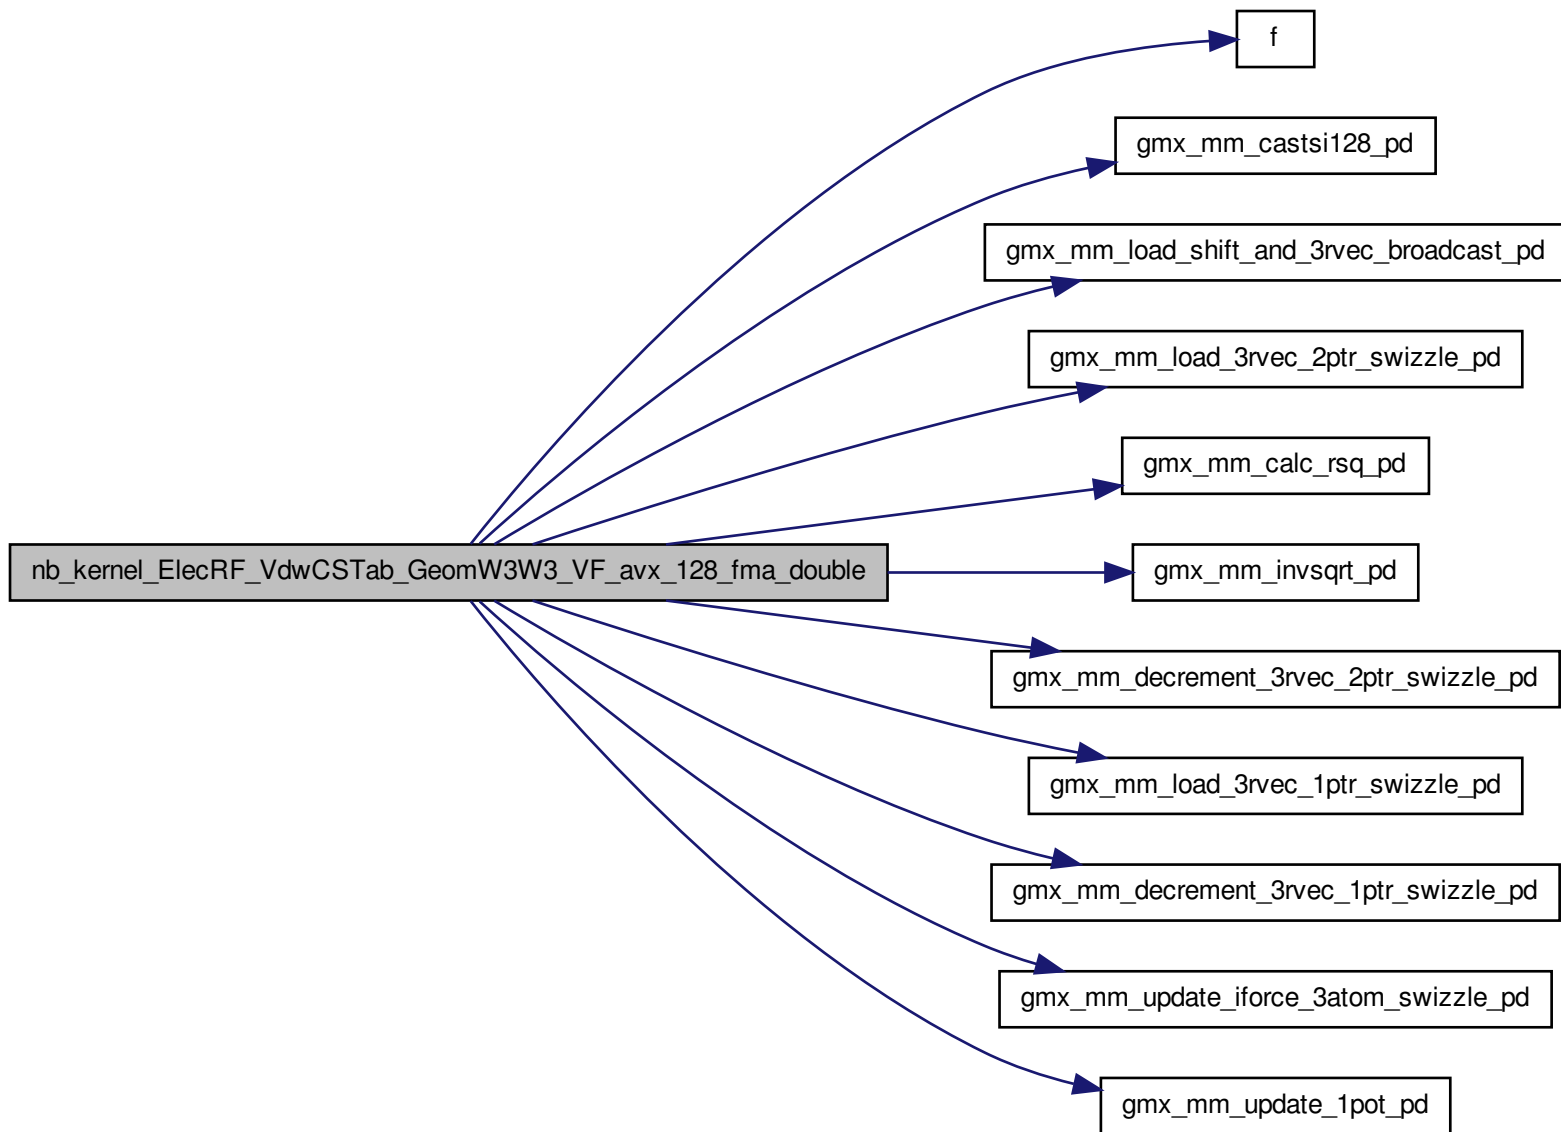 f
gmx_mm_castsi128_pd
gmx_mm_load_shift_and_3rvec_broadcast_pd
gmx_mm_load_3rvec_2ptr_swizzle_pd
gmx_mm_calc_rsq_pd
nb_kernel_ElecRF_VdwCSTab_GeomW3W3_VF_avx_128_fma_double
gmx_mm_invsqrt_pd
gmx_mm_decrement_3rvec_2ptr_swizzle_pd
gmx_mm_load_3rvec_1ptr_swizzle_pd
gmx_mm_decrement_3rvec_1ptr_swizzle_pd
gmx_mm_update_iforce_3atom_swizzle_pd
gmx_mm_update_1pot_pd